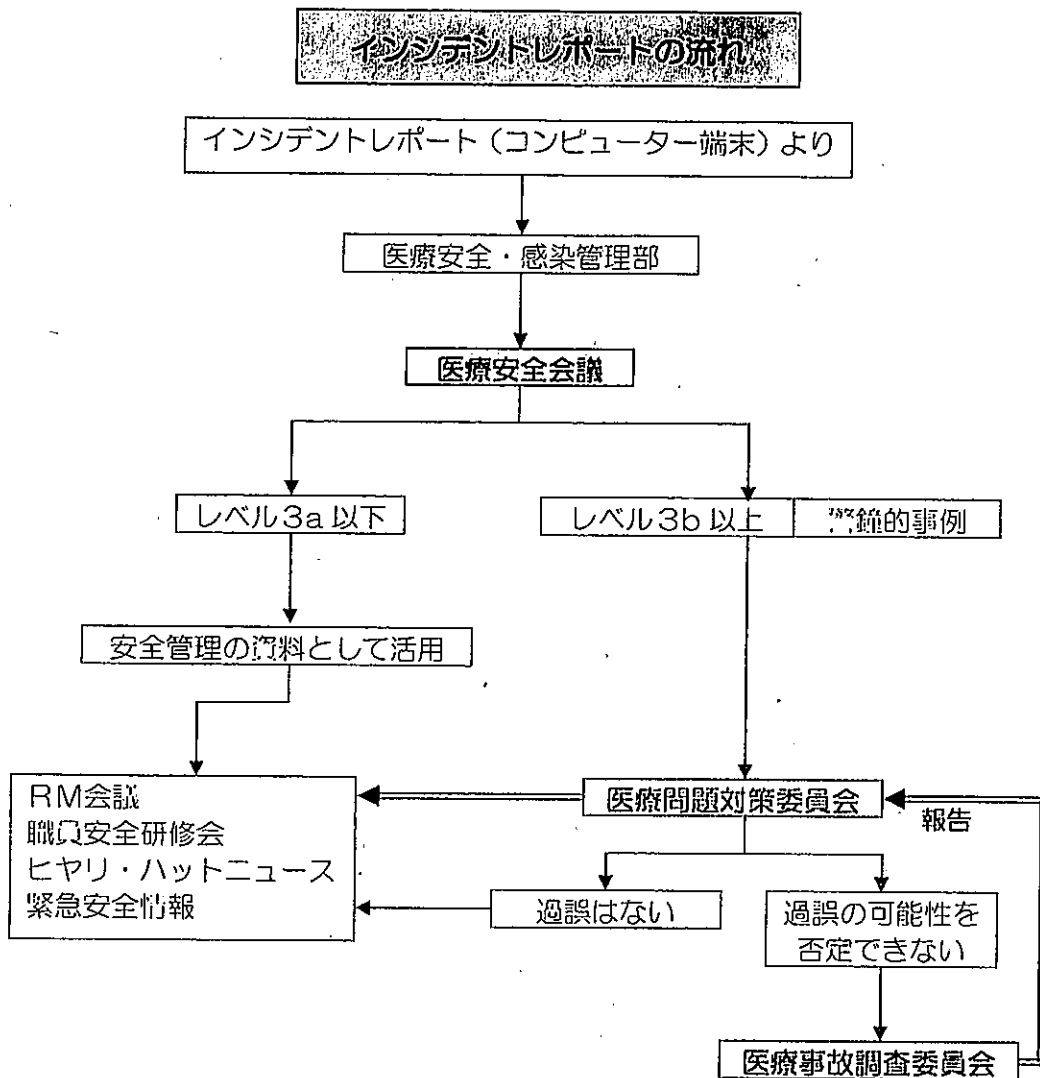 インシデントレポートの流れ
インシデントレポート（コンピューター端末）より
医療安全・感染管理部
医療安全会議
レベル3a 以下
レベル3b 以上
警鐘的事例
安全管理の資料として活用
RM会議
職員安全研修会
ヒヤリ・ハットニュース
緊急安全情報
医療問題対策委員会
報告
過誤はない
過誤の可能性を
否定できない
医療事故調査委員会